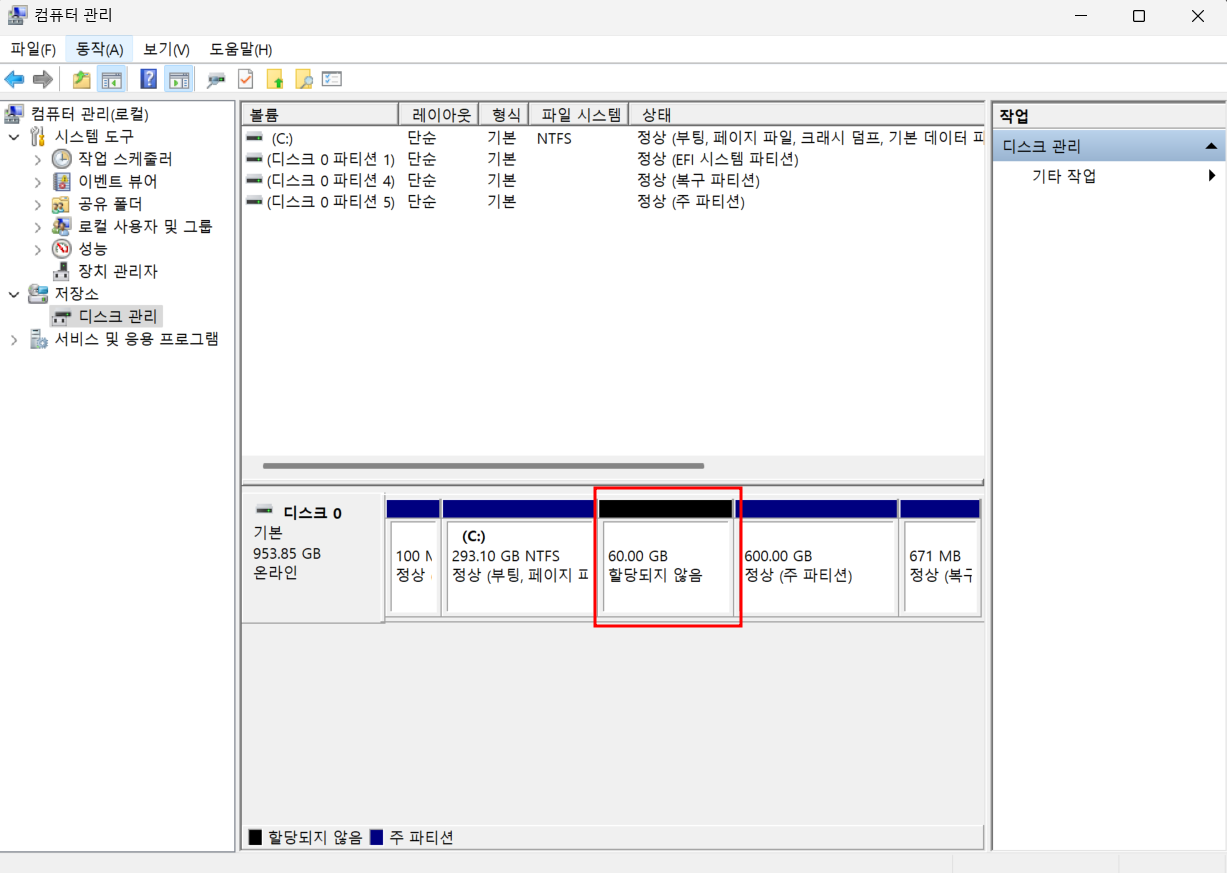 컴퓨터 관리
파일(F) 동작(A) 보기(V) 도움말(H)
컴퓨터 관리(로컬)
시스템 도구
작업 스케줄러
이벤트 뷰어
공유 폴더
로컬 사용자 및 그룹
성능
장치 관리자
저장소
디스크 관리
서비스 및 응용 프로그램
볼륨 레이아웃 형식 파일 시스템 상태
(C:) 단순 기본 NTFS 정상 (부팅, 페이지 파일, 크래시 덤프, 기본 데이터 파
(디스크 0 파티션 1) 단순 기본 정상 (EFI 시스템 파티션)
(디스크 0 파티션 4) 단순 기본 정상 (복구 파티션)
(디스크 0 파티션 5) 단순 기본 정상 (주 파티션)
디스크 0
기본
953.85 GB
온라인
100 M
정상 (
(C:)
293.10 GB NTFS
정상 (부팅, 페이지 파
60.00 GB
할당되지 않음
600.00 GB
정상 (주 파티션)
671 MB
정상 (복구
할당되지 않음 주 파티션
작업
디스크 관리
기타 작업